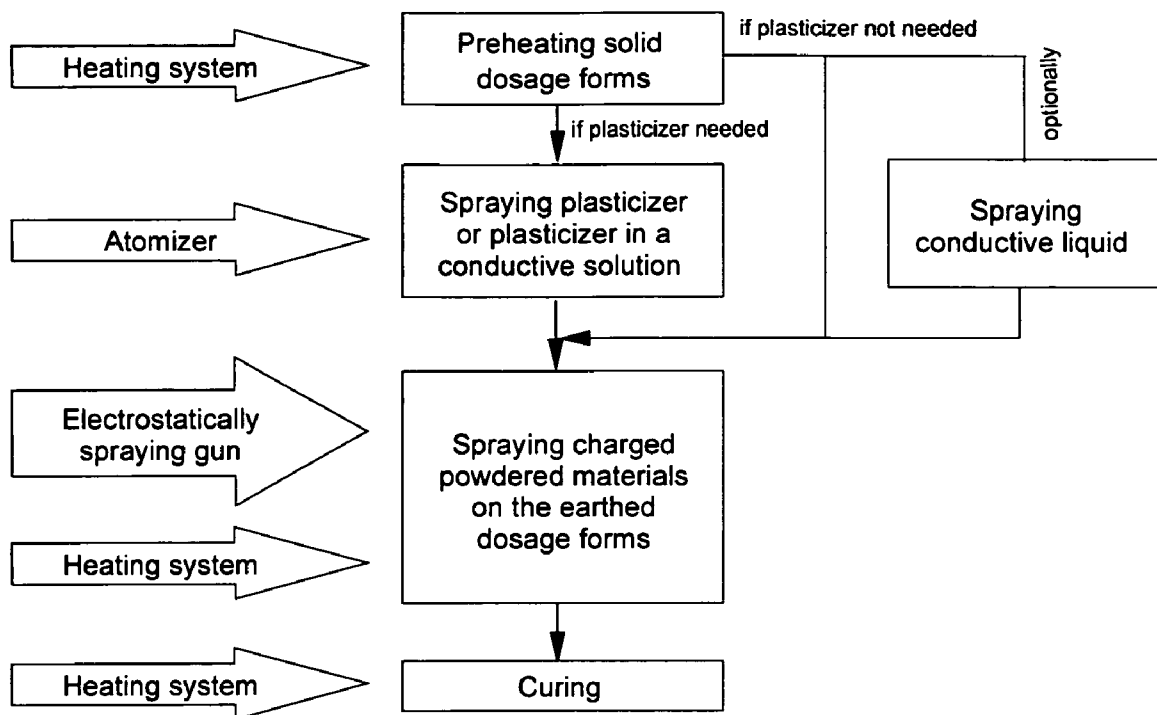 Heating system
Preheating solid
dosage forms
if plasticizer not needed
optionally
if plasticizer needed
Atomizer
Spraying plasticizer
or plasticizer in a
conductive solution
Spraying
conductive liquid
Electrostatically
spraying gun
Spraying charged
powdered materials
on the earthed
dosage forms
Heating system
Heating system
Curing